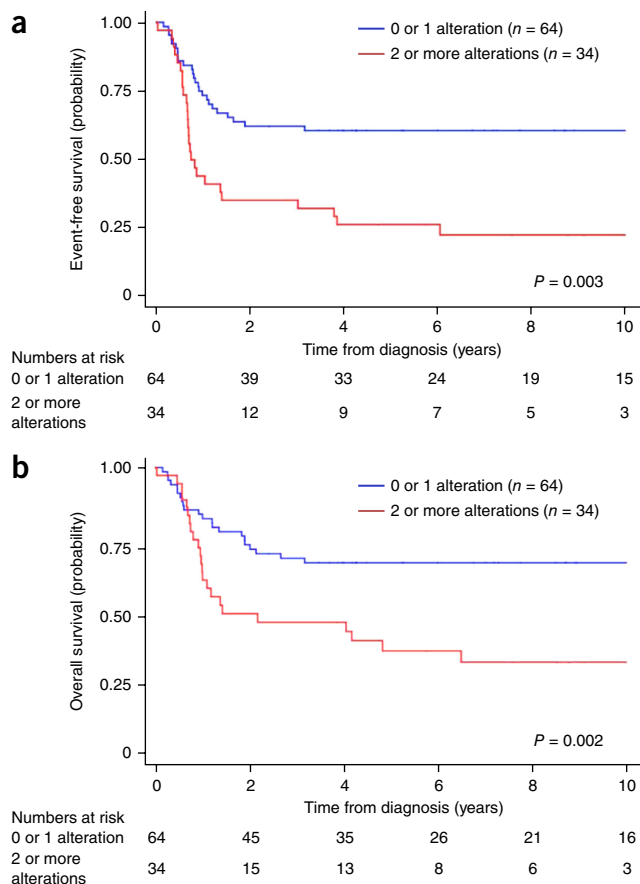 a
1.00
0.75
0.50
0.25
0
Event-free survival (probability)
0 or 1 alteration (n = 64)
2 or more alterations (n = 34)
P = 0.003
0 2 4 6 8 10
Time from diagnosis (years)
Numbers at risk
0 or 1 alteration 64 39 33 24 19 15
2 or more
alterations 34 12 9 7 5 3
b
1.00
0.75
0.50
0.25
0
Overall survival (probability)
0 or 1 alteration (n = 64)
2 or more alterations (n = 34)
P = 0.002
0 2 4 6 8 10
Time from diagnosis (years)
Numbers at risk
0 or 1 alteration 64 45 35 26 21 16
2 or more
alterations 34 15 13 8 6 3